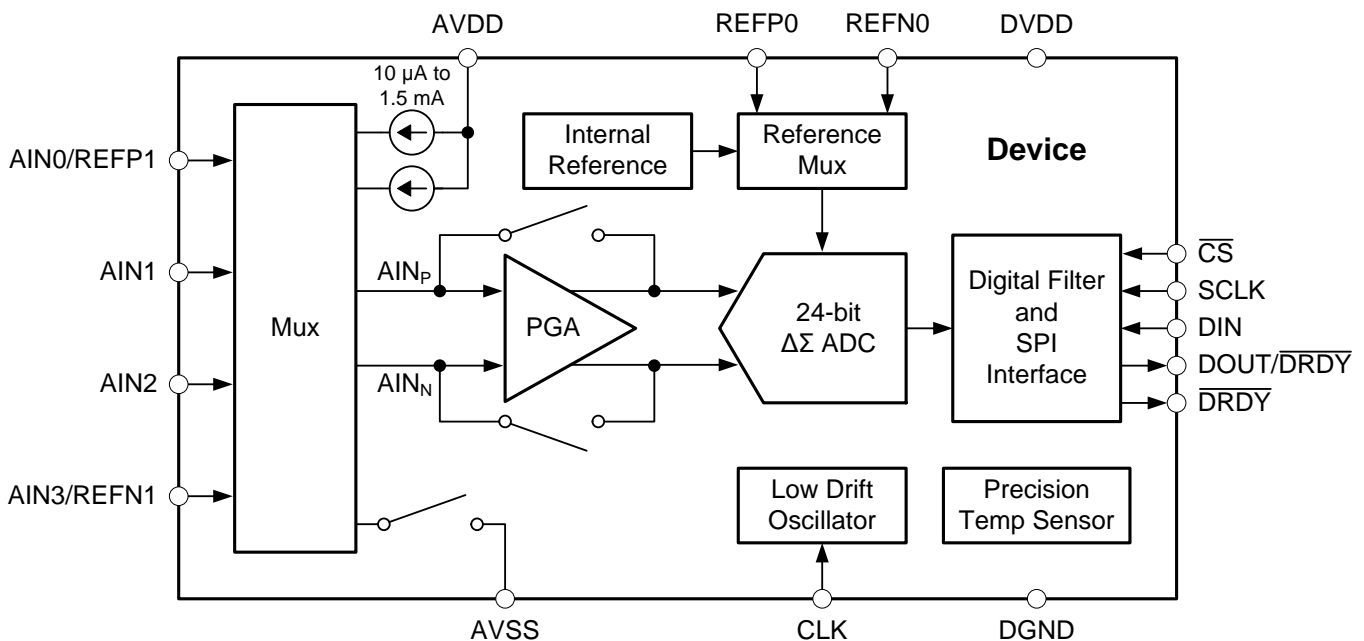 AVDD
REFP0
REFN0
DVDD
10 µA to
1.5 mA
Internal
Reference
Reference
Mux
Device
AIN0/REFP1
AIN1
AIN2
AIN3/REFN1
Mux
AINP
AINN
PGA
24-bit
ΔΣ ADC
Digital Filter
and
SPI
Interface
CS
SCLK
DIN
DOUT/DRDY
DRDY
Low Drift
Oscillator
Precision
Temp Sensor
AVSS
CLK
DGND